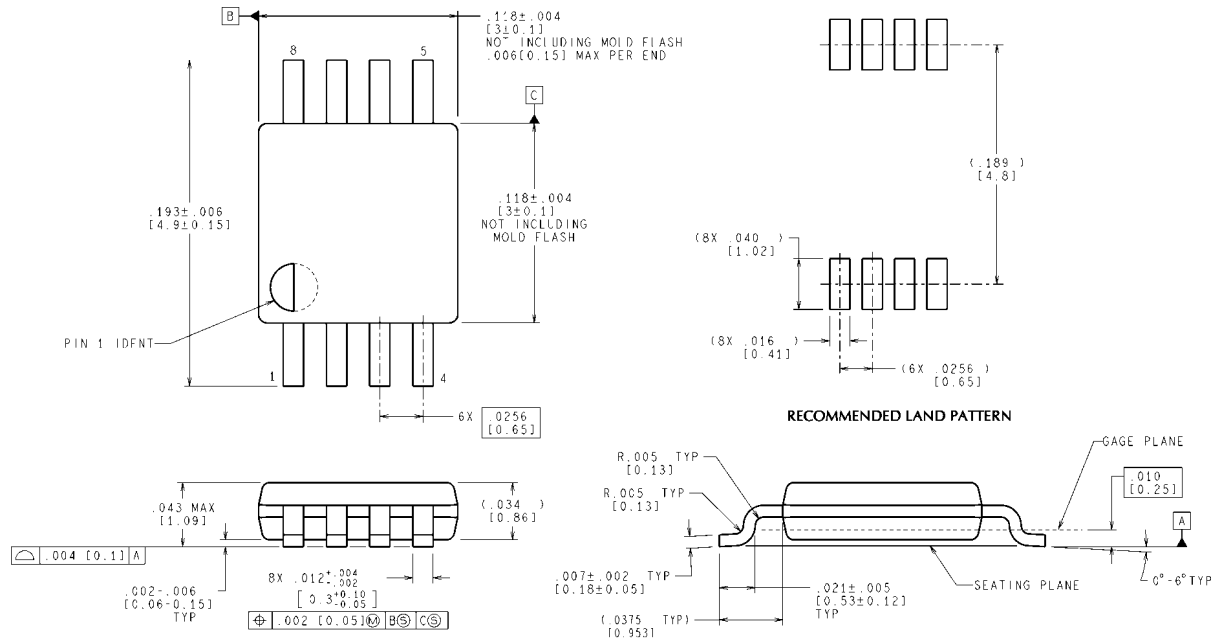 B
.118±.004
[3±0.1]
NOT INCLUDING MOLD FLASH
.006[0.15] MAX PER END
8
5
C
.193±.006
[4.9±0.15]
.118±.004
[3±0.1]
NOT INCLUDING
MOLD FLASH
PIN 1 IDENT
1
4
6X .0256
[0.65]
(.189 )
[4.8]
(8X .040 )
[1.02]
(8X .016 )
[0.41]
(6X .0256 )
[0.65]
RECOMMENDED LAND PATTERN
.043 MAX
[1.09]
(.034 )
[0.86]
⌓ .004 [0.1] A
.002-.006
[0.06-0.15]
TYP
8X .012 +.004 -.002
[0.3 +0.10 -0.05]
⌖ .002 [0.05]Ⓜ BⓈ CⓈ
R.005 TYP
[0.13]
R.005 TYP
[0.13]
GAGE PLANE
.010
[0.25]
A
0°-6° TYP
SEATING PLANE
.007±.002 TYP
[0.18±0.05]
.021±.005
[0.53±0.12]
TYP
(.0375 TYP)
[0.953]